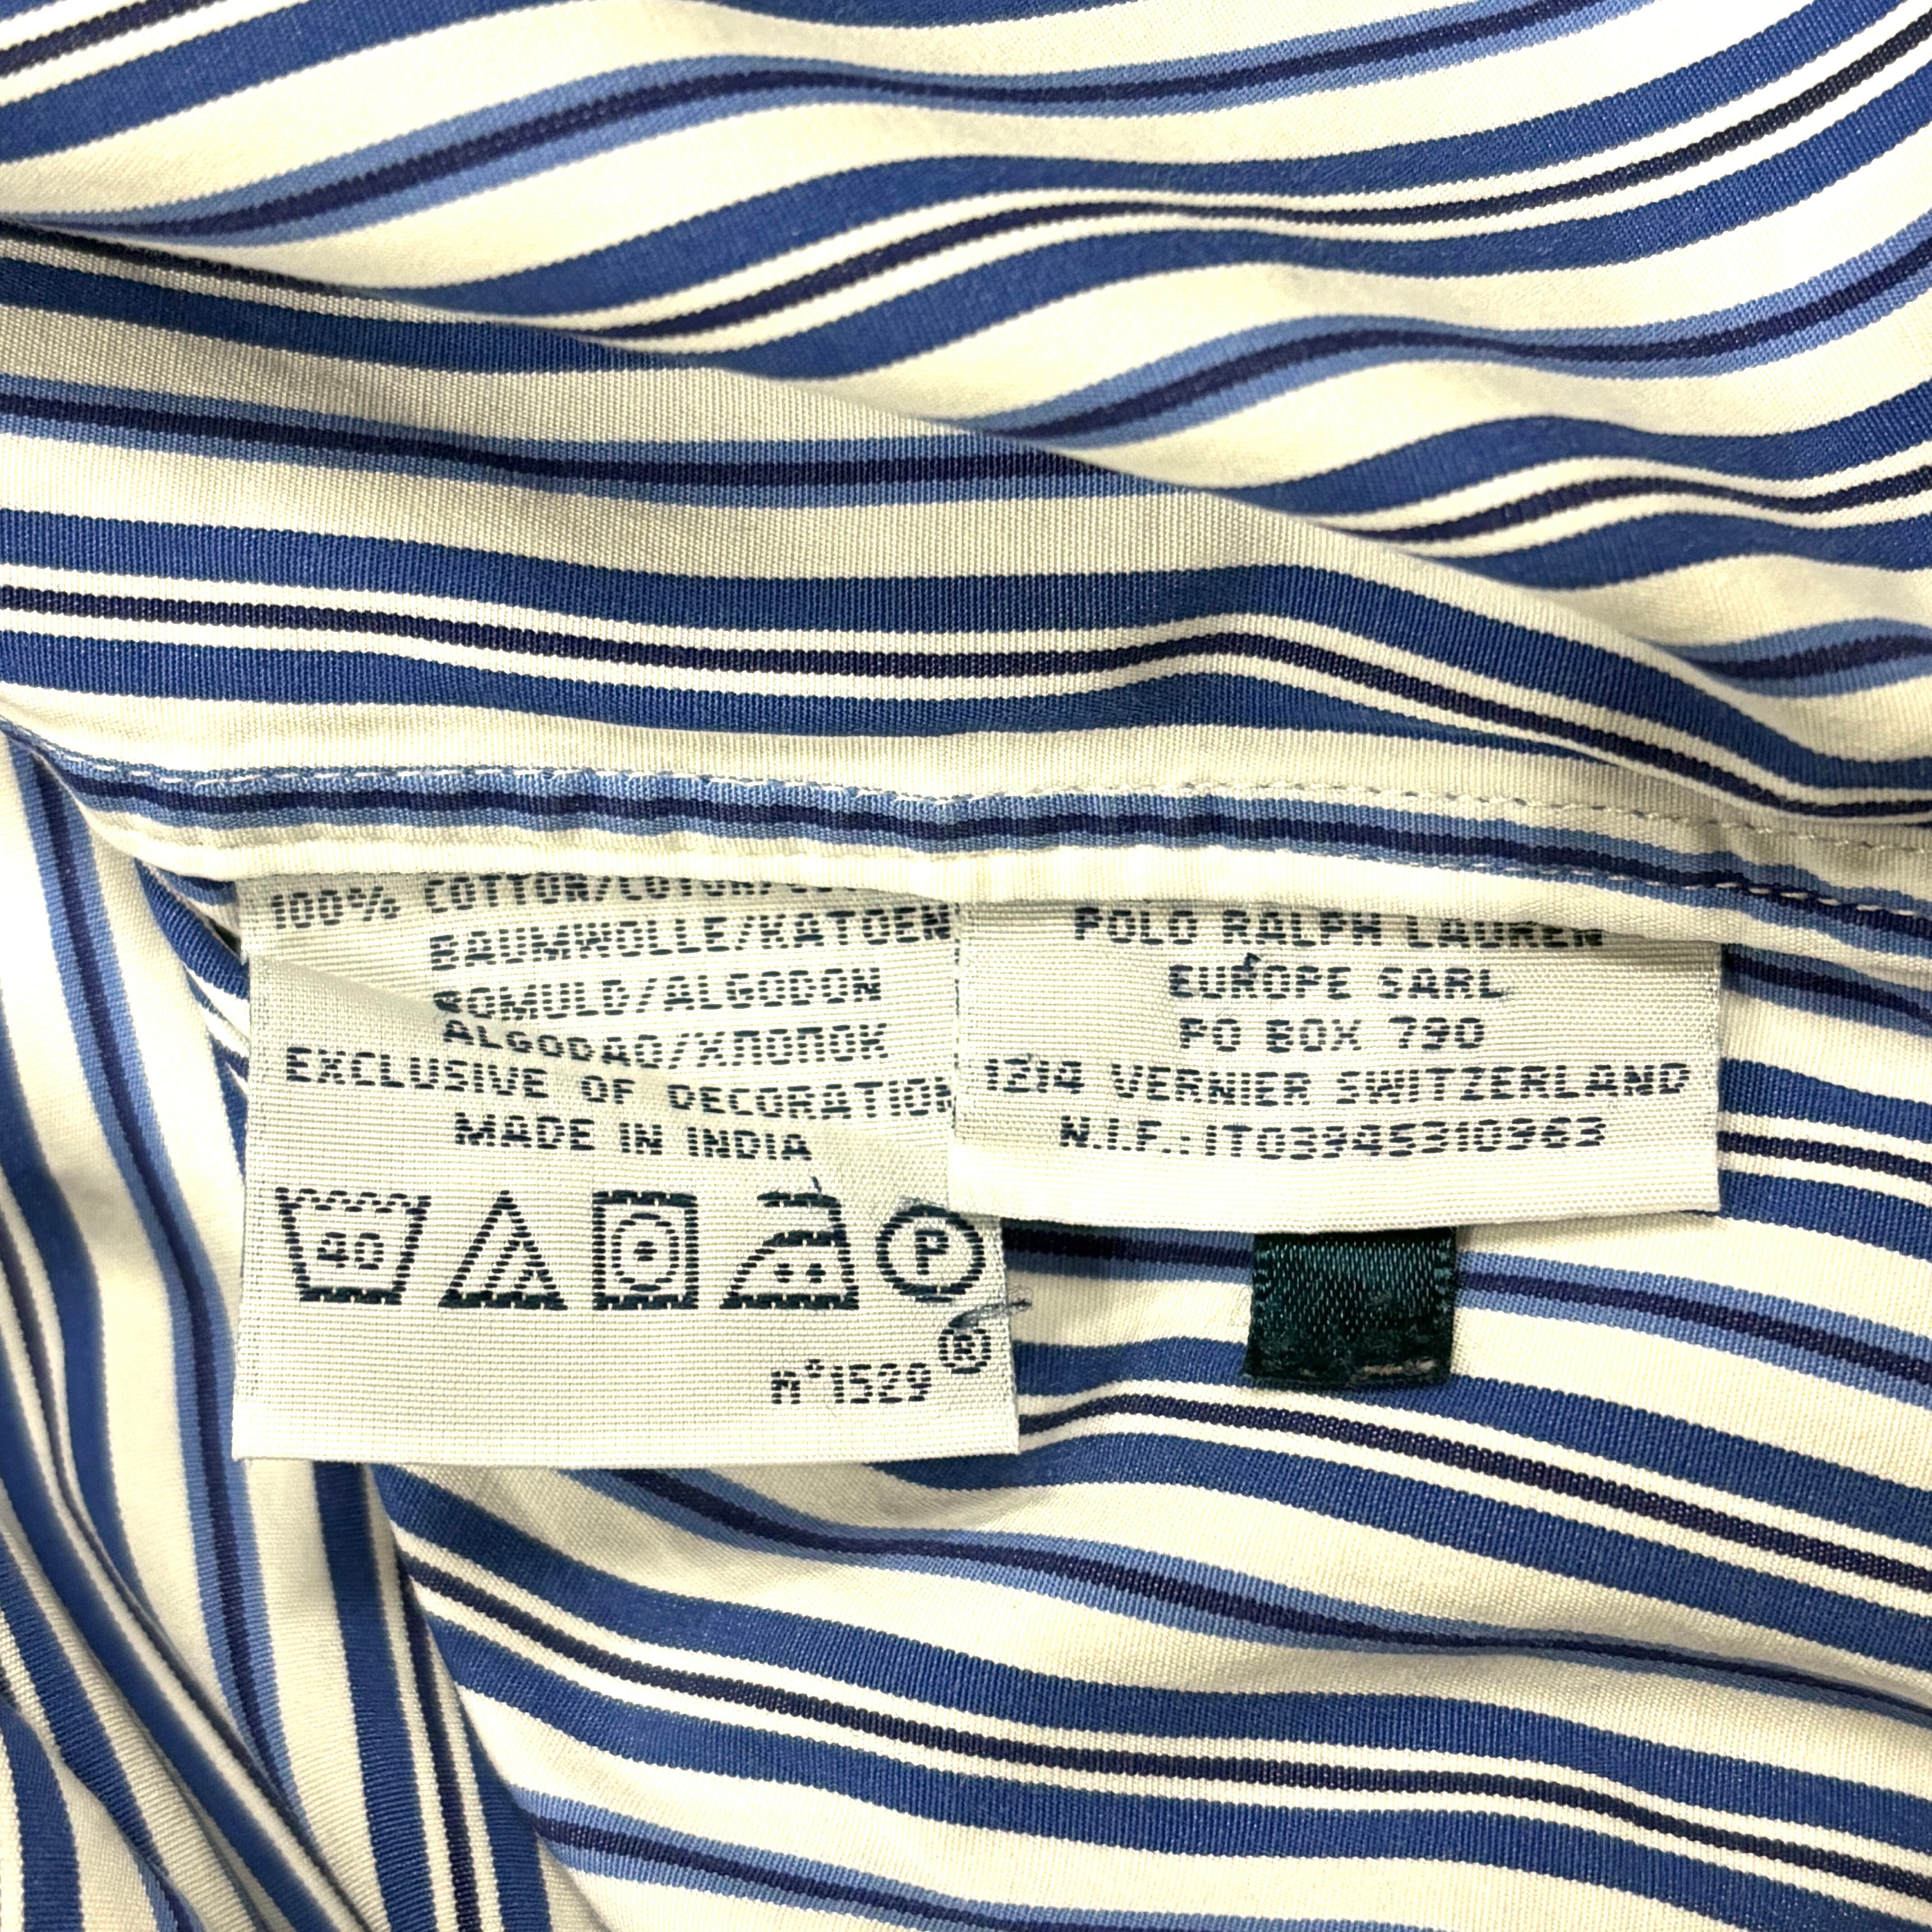 100% COTTON/COTON/
BAUMWOLLE/KATOEN
BOMULD/ALGODON
ALGODAO/ХЛОПОК
EXCLUSIVE OF DECORATION
MADE IN INDIA
40
P
®
N°1529
POLO RALPH LAUREN
EUROPE SARL
PO BOX 790
1214 VERNIER SWITZERLAND
N.I.F.:IT03945310963